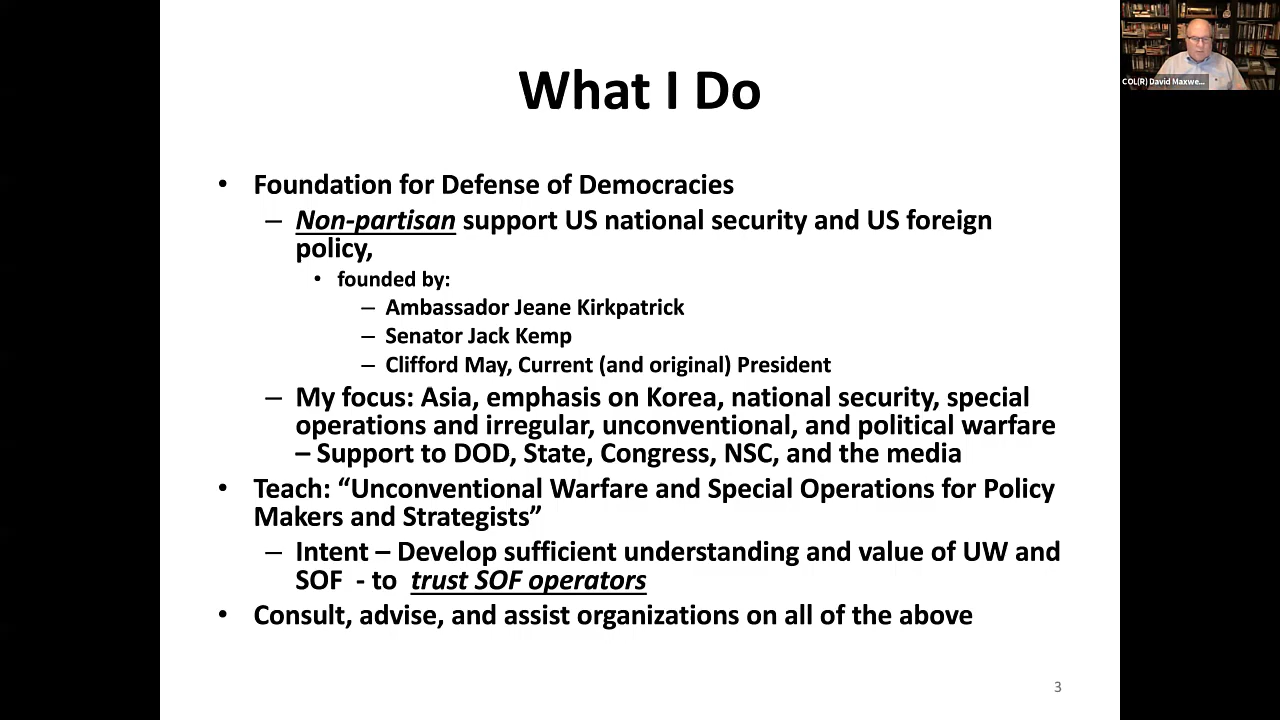 What I Do
• Foundation for Defense of Democracies
– Non-partisan support US national security and US foreign
policy,
• founded by:
– Ambassador Jeane Kirkpatrick
– Senator Jack Kemp
– Clifford May, Current (and original) President
– My focus: Asia, emphasis on Korea, national security, special
operations and irregular, unconventional, and political warfare
– Support to DOD, State, Congress, NSC, and the media
• Teach: “Unconventional Warfare and Special Operations for Policy
Makers and Strategists”
– Intent – Develop sufficient understanding and value of UW and
SOF - to trust SOF operators
• Consult, advise, and assist organizations on all of the above
3
COL(R) David Maxwe...